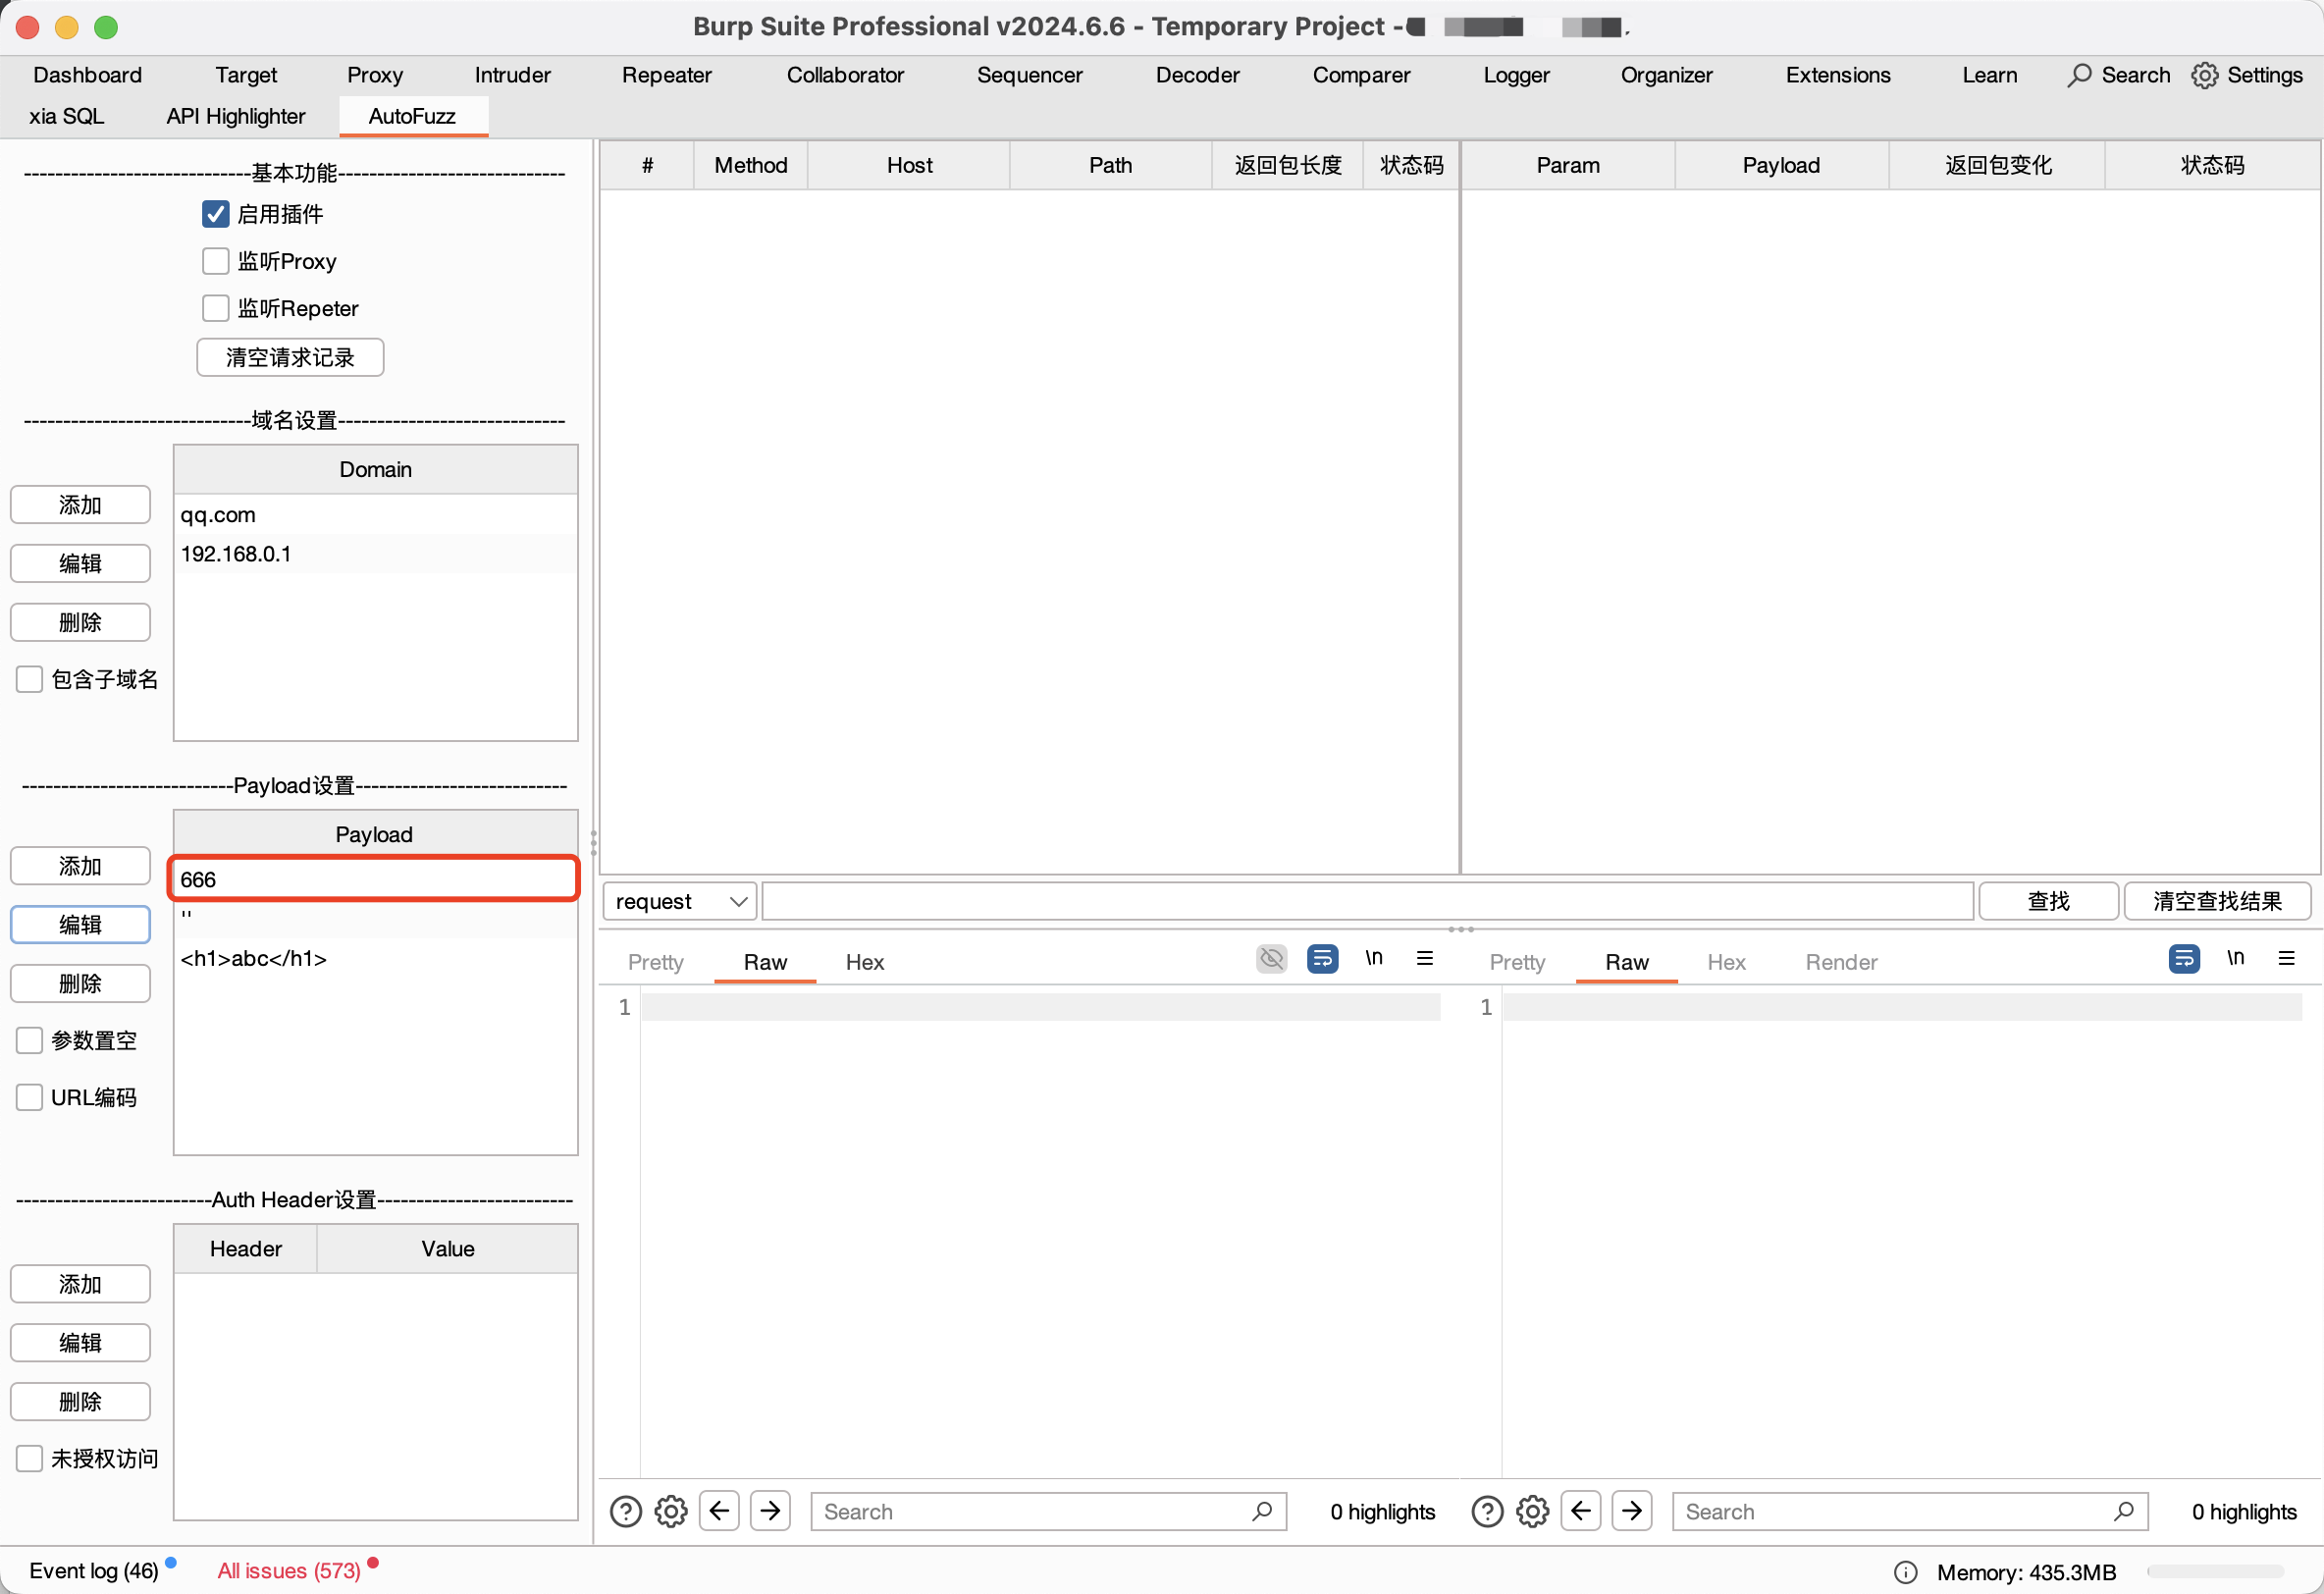 Burp Suite Professional v2024.6.6 - Temporary Project -
Dashboard Target Proxy Intruder Repeater Collaborator Sequencer Decoder Comparer Logger Organizer Extensions Learn Search Settings
xia SQL API Highlighter AutoFuzz
-----------------------------基本功能-----------------------------
启用插件
监听Proxy
监听Repeter
清空请求记录
-----------------------------域名设置-----------------------------
Domain
添加
qq.com
编辑
192.168.0.1
删除
包含子域名
---------------------------Payload设置---------------------------
Payload
添加
666
编辑
''
<h1>abc</h1>
删除
参数置空
URL编码
-------------------------Auth Header设置-------------------------
Header Value
添加
编辑
删除
未授权访问
# Method Host Path 返回包长度 状态码
Param Payload 返回包变化 状态码
request 查找 清空查找结果
Pretty Raw Hex \n
1
Search 0 highlights
Pretty Raw Hex Render \n
1
Search 0 highlights
Event log (46) All issues (573) Memory: 435.3MB